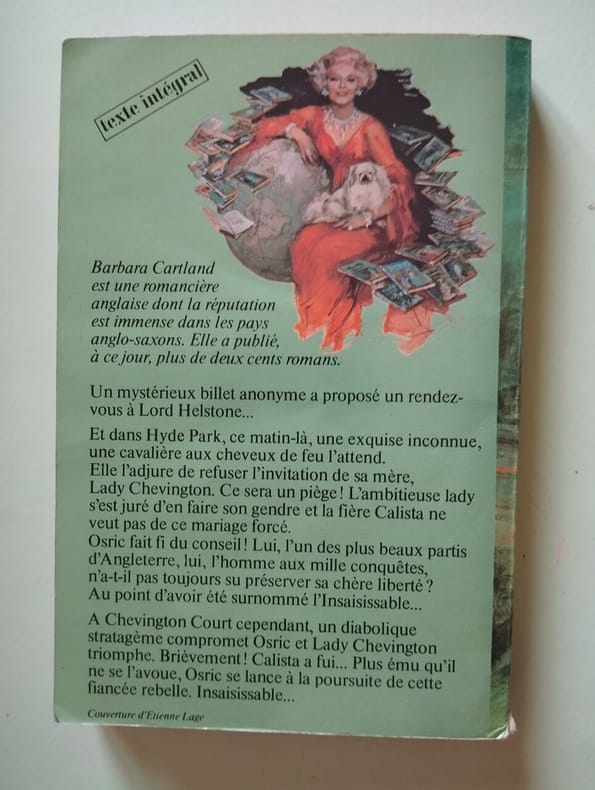 texte intégral
Barbara Cartland
est une romancière
anglaise dont la réputation
est immense dans les pays
anglo-saxons. Elle a publié,
à ce jour, plus de deux cents romans.
Un mystérieux billet anonyme a proposé un rendez-
vous à Lord Helstone...
Et dans Hyde Park, ce matin-là, une exquise inconnue,
une cavalière aux cheveux de feu l'attend.
Elle l'adjure de refuser l'invitation de sa mère,
Lady Chevington. Ce sera un piège ! L'ambitieuse lady
s'est juré d'en faire son gendre et la fière Calista ne
veut pas de ce mariage forcé.
Osric fait fi du conseil ! Lui, l'un des plus beaux partis
d'Angleterre, lui, l'homme aux mille conquêtes,
n'a-t-il pas toujours su préserver sa chère liberté ?
Au point d'avoir été surnommé l'Insaisissable...
A Chevington Court cependant, un diabolique
stratagème compromet Osric et Lady Chevington
triomphe. Brièvement ! Calista a fui... Plus ému qu'il
ne se l'avoue, Osric se lance à la poursuite de cette
fiancée rebelle. Insaisissable...
Couverture d'Etienne Lage